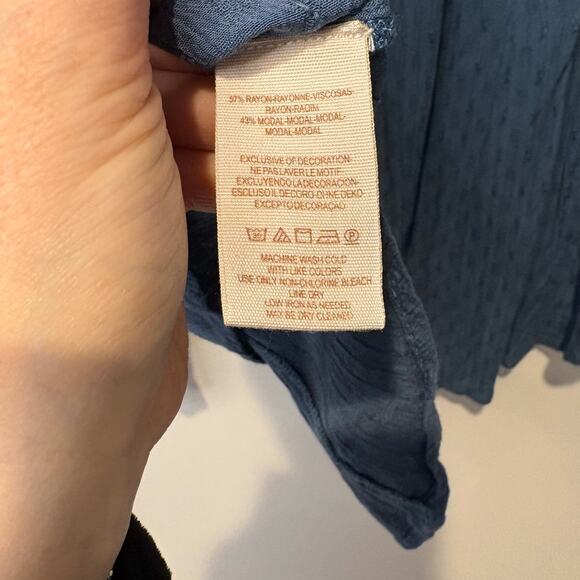 57% RAYON-RAYONNE-VISCOSAS-
RAYON-RADIM
43% MODAL-MODAL-MODAL-
MODAL-MODAL
EXCLUSIVE OF DECORATION-
NE PAS LAVER LE MOTIF
EXCLUYENDO LA DECORACION-
ESCLUSO IL DECORO-OHNE DEKO
EXCEPTO DECORAÇÃO
30 P
MACHINE WASH COLD
WITH LIKE COLORS
USE ONLY NON-CHLORINE BLEACH
LINE DRY
LOW IRON AS NEEDED,
MAY BE DRY CLEANED